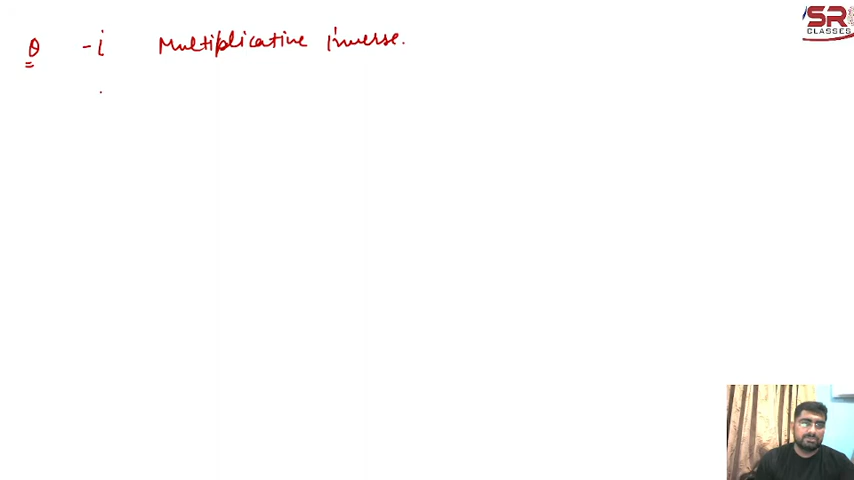 Q -i Multiplicative inverse.
SR
CLASSES